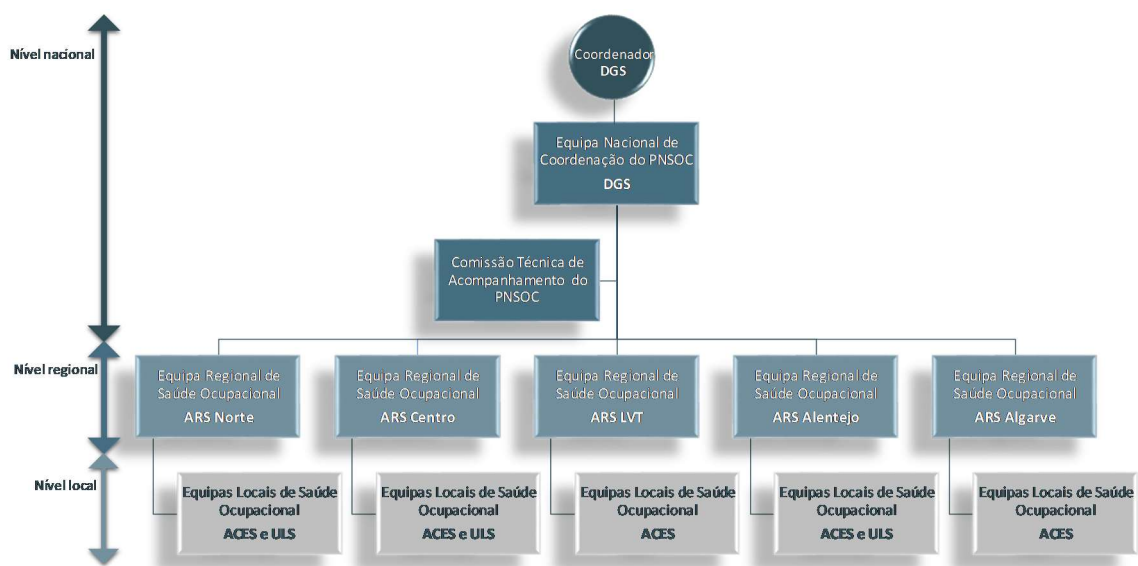 Nível nacional
Coordenador
DGS
Equipa Nacional de
Coordenação do PNSOC
DGS
Comissão Técnica de
Acompanhamento do
PNSOC
Nível regional
Equipa Regional de
Saúde Ocupacional
ARS Norte
Equipa Regional de
Saúde Ocupacional
ARS Centro
Equipa Regional de
Saúde Ocupacional
ARS LVT
Equipa Regional de
Saúde Ocupacional
ARS Alentejo
Equipa Regional de
Saúde Ocupacional
ARS Algarve
Nível local
Equipas Locais de Saúde
Ocupacional
ACES e ULS
Equipas Locais de Saúde
Ocupacional
ACES e ULS
Equipas Locais de Saúde
Ocupacional
ACES
Equipas Locais de Saúde
Ocupacional
ACES e ULS
Equipas Locais de Saúde
Ocupacional
ACES